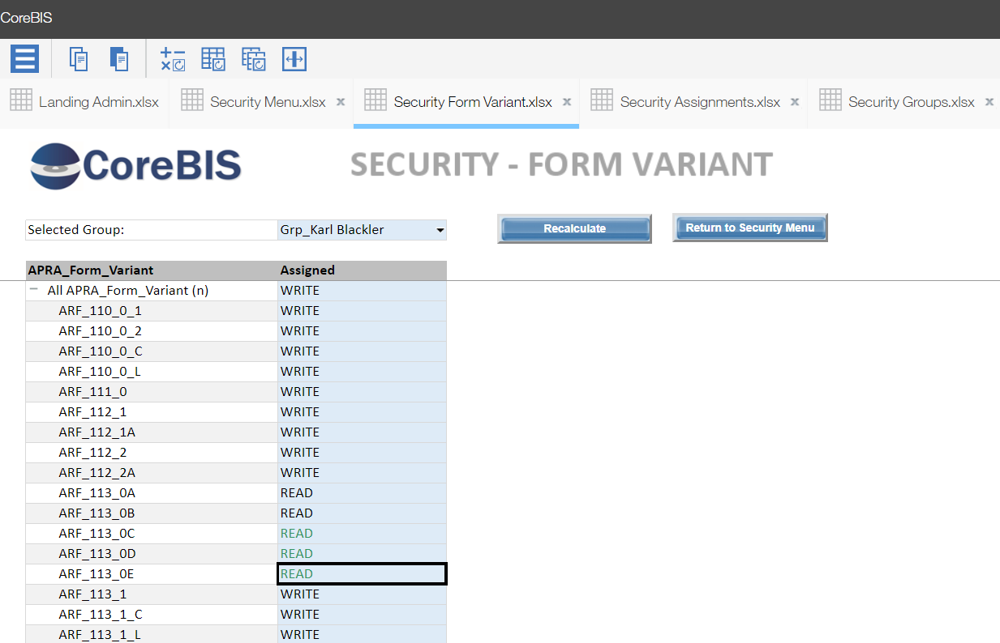 CoreBIS
Landing Admin.xlsx Security Menu.xlsx x Security Form Variant.xlsx x Security Assignments.xlsx x Security Groups.xlsx x
CoreBIS SECURITY - FORM VARIANT
Selected Group: Grp_Karl Blackler Recalculate Return to Security Menu
APRA_Form_Variant Assigned
All APRA_Form_Variant (n) WRITE
ARF_110_0_1 WRITE
ARF_110_0_2 WRITE
ARF_110_0_C WRITE
ARF_110_0_L WRITE
ARF_111_0 WRITE
ARF_112_1 WRITE
ARF_112_1A WRITE
ARF_112_2 WRITE
ARF_112_2A WRITE
ARF_113_0A READ
ARF_113_0B READ
ARF_113_0C READ
ARF_113_0D READ
ARF_113_0E READ
ARF_113_1 WRITE
ARF_113_1_C WRITE
ARF_113_1_L WRITE